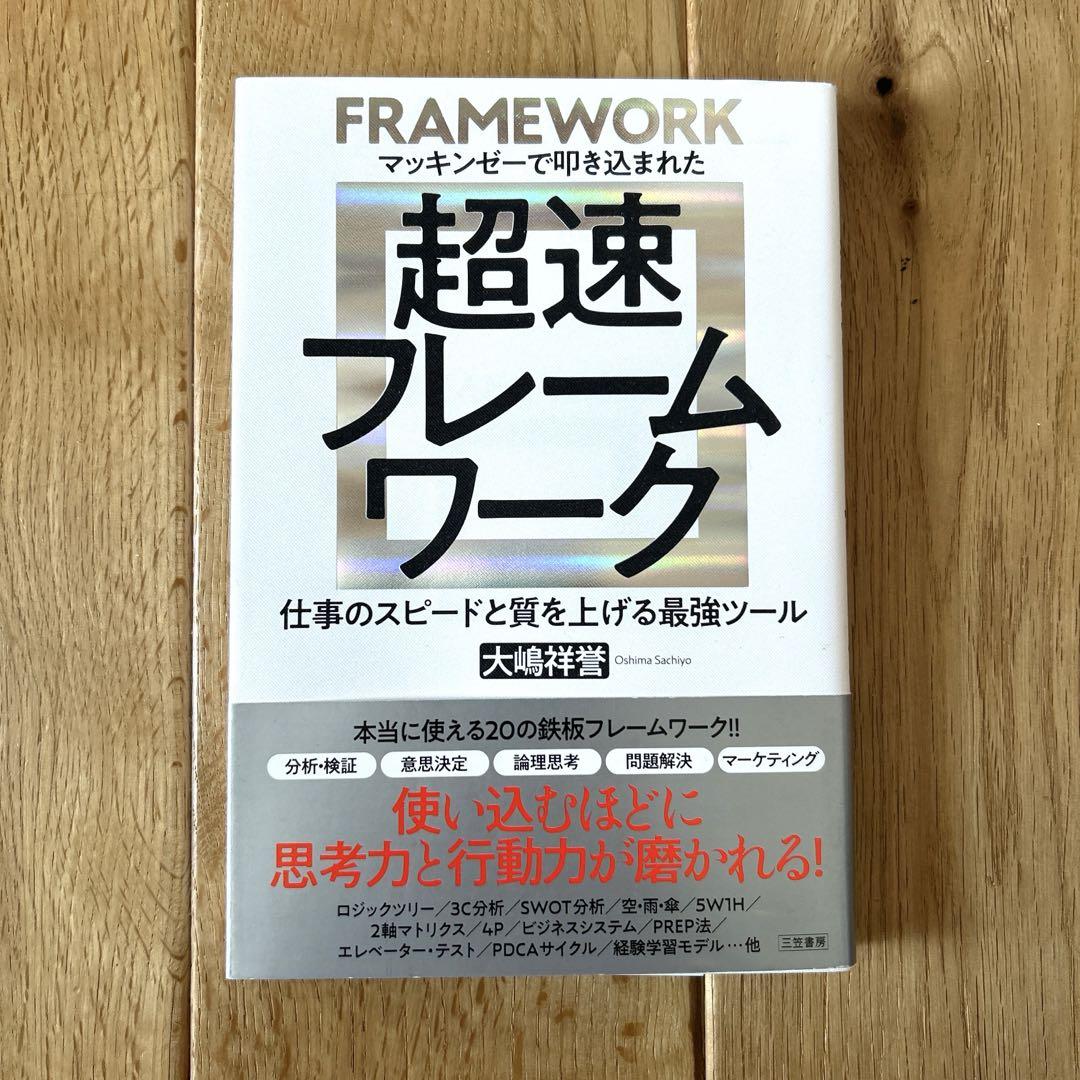 FRAMEWORK
マッキンゼーで叩き込まれた
超速
フレーム
ワーク
仕事のスピードと質を上げる最強ツール
大嶋祥誉 Oshima Sachiyo
本当に使える20の鉄板フレームワーク!!
分析・検証 意思決定 論理思考 問題解決 マーケティング
使い込むほどに
思考力と行動力が磨かれる!
ロジックツリー/3C分析/SWOT分析/空・雨・傘/5W1H/
2軸マトリクス/4P/ビジネスシステム/PREP法/
エレベーター・テスト/PDCAサイクル/経験学習モデル…他
三笠書房